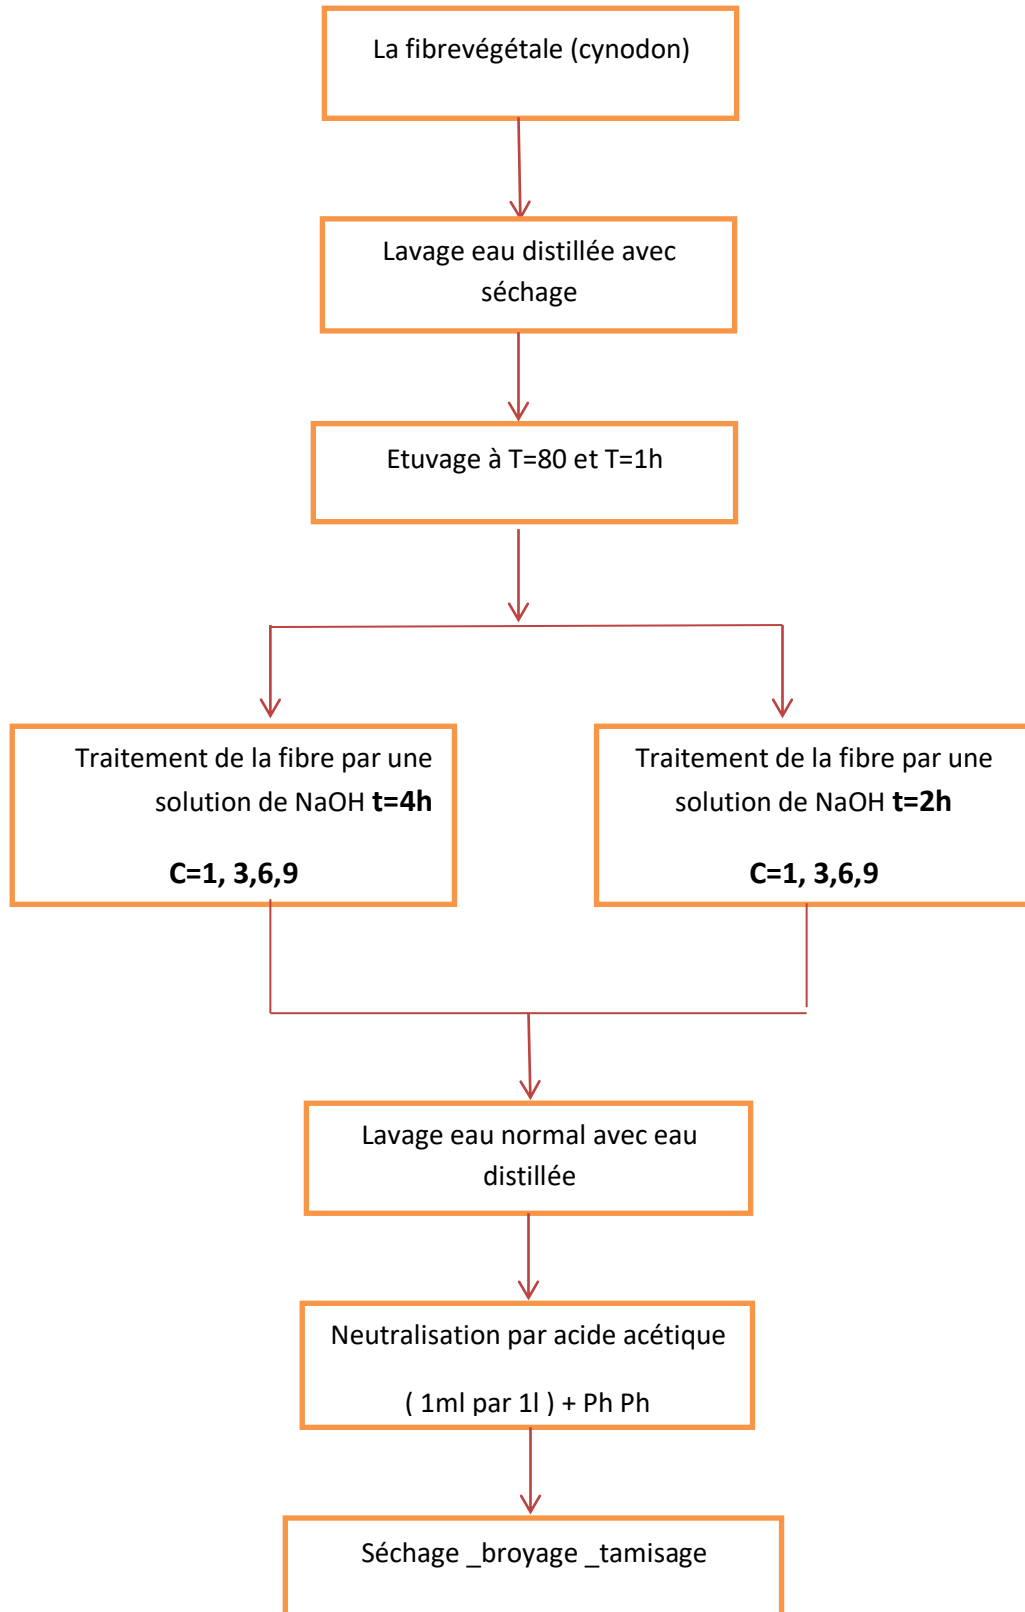 La fibrevégétale (cynodon)
Lavage eau distillée avec
séchage
Etuvage à T=80 et T=1h
Traitement de la fibre par une
solution de NaOH t=4h
C=1, 3,6,9
Traitement de la fibre par une
solution de NaOH t=2h
C=1, 3,6,9
Lavage eau normal avec eau
distillée
Neutralisation par acide acétique
( 1ml par 1l ) + Ph Ph
Séchage _broyage _tamisage